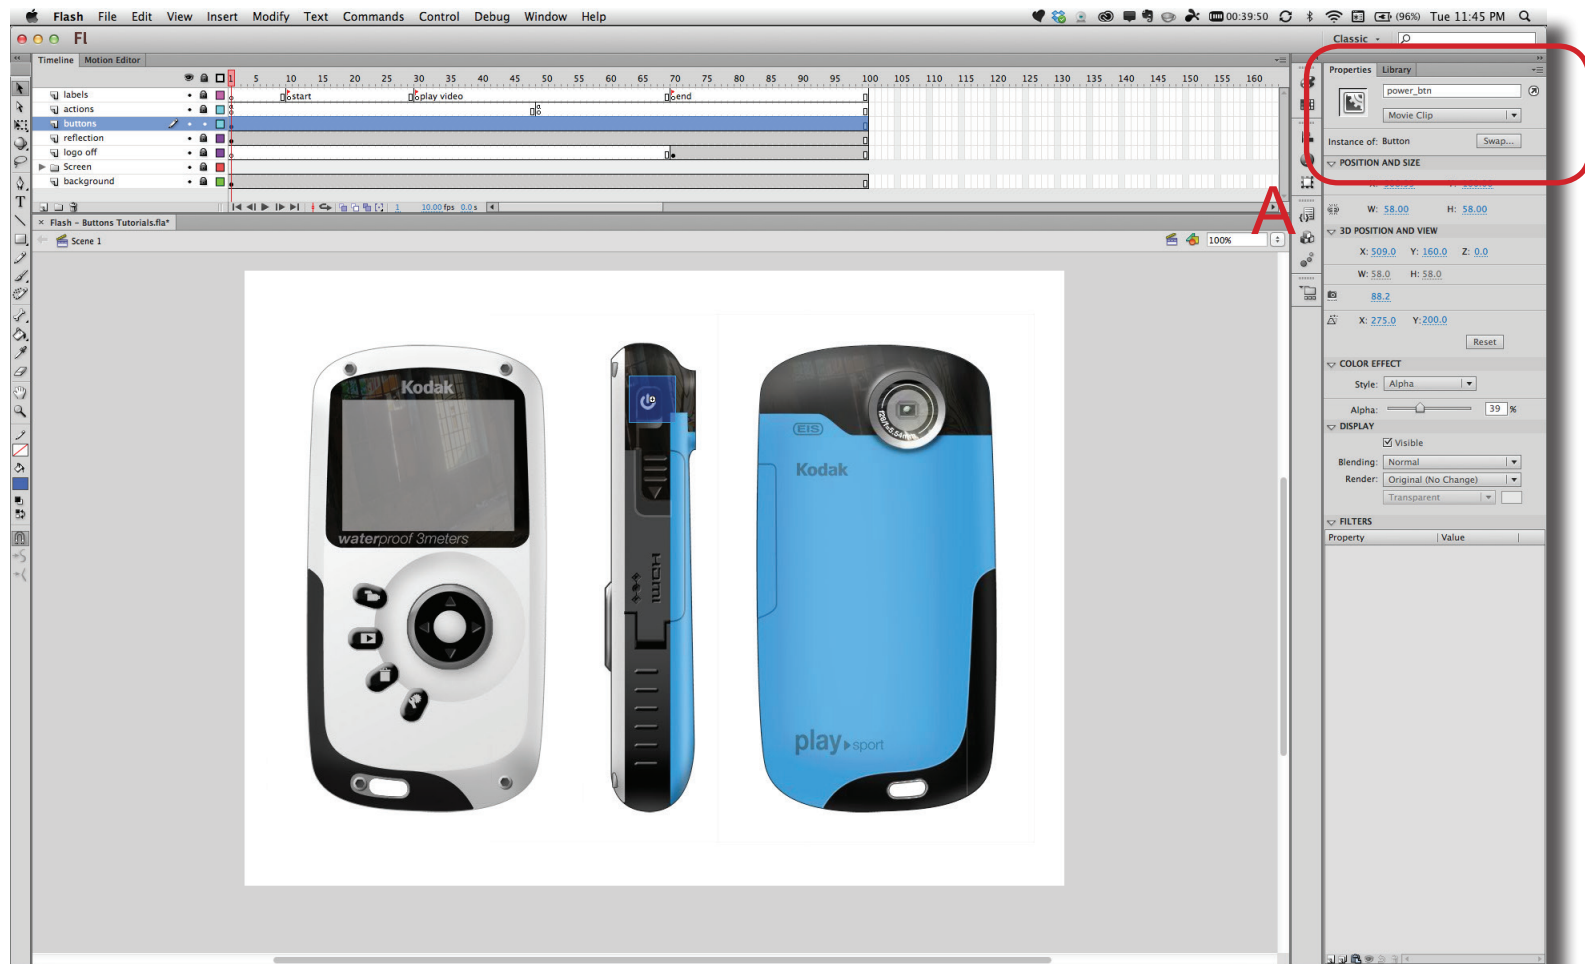 Flash File Edit View Insert Modify Text Commands Control Debug Window Help 00:39:50 (96%) Tue 11:45 PM
Fl Classic
Timeline Motion Editor
1 5 10 15 20 25 30 35 40 45 50 55 60 65 70 75 80 85 90 95 100 105 110 115 120 125 130 135 140 145 150 155 160
labels start play video end
actions
buttons
reflection
logo off
Screen
background
1 10.00 fps 0.0 s
Flash - Buttons Tutorials.fla*
Scene 1 100%
Kodak
waterproof 3meters
HDMI
f28/f=5.54mm
EIS
Kodak
play sport
A
Properties Library
power_btn
Movie Clip
Instance of: Button Swap...
POSITION AND SIZE
W: 58.00 H: 58.00
3D POSITION AND VIEW
X: 509.0 Y: 160.0 Z: 0.0
W: 58.0 H: 58.0
88.2
X: 275.0 Y: 200.0
Reset
COLOR EFFECT
Style: Alpha
Alpha: 39 %
DISPLAY
Visible
Blending: Normal
Render: Original (No Change)
Transparent
FILTERS
Property Value